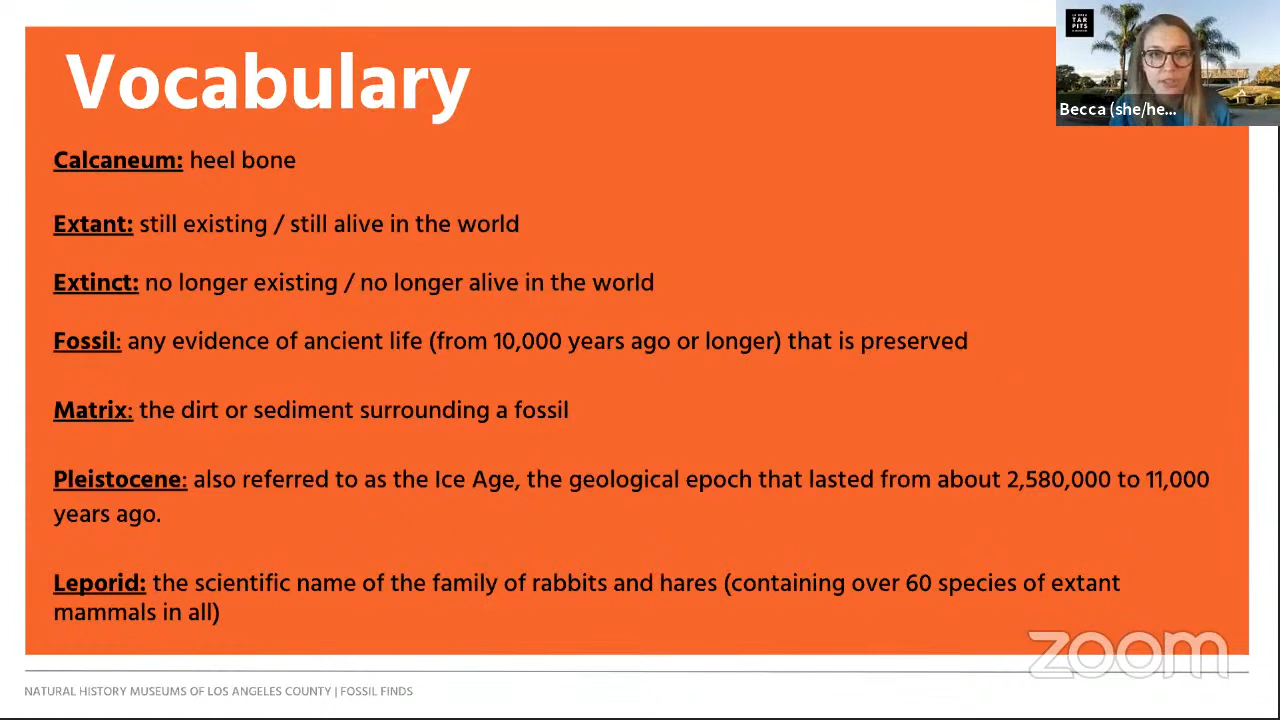 Vocabulary
LA BREA
TAR
PITS
& MUSEUM
Becca (she/he...
Calcaneum: heel bone
Extant: still existing / still alive in the world
Extinct: no longer existing / no longer alive in the world
Fossil: any evidence of ancient life (from 10,000 years ago or longer) that is preserved
Matrix: the dirt or sediment surrounding a fossil
Pleistocene: also referred to as the Ice Age, the geological epoch that lasted from about 2,580,000 to 11,000
years ago.
Leporid: the scientific name of the family of rabbits and hares (containing over 60 species of extant
mammals in all)
zoom
NATURAL HISTORY MUSEUMS OF LOS ANGELES COUNTY | FOSSIL FINDS